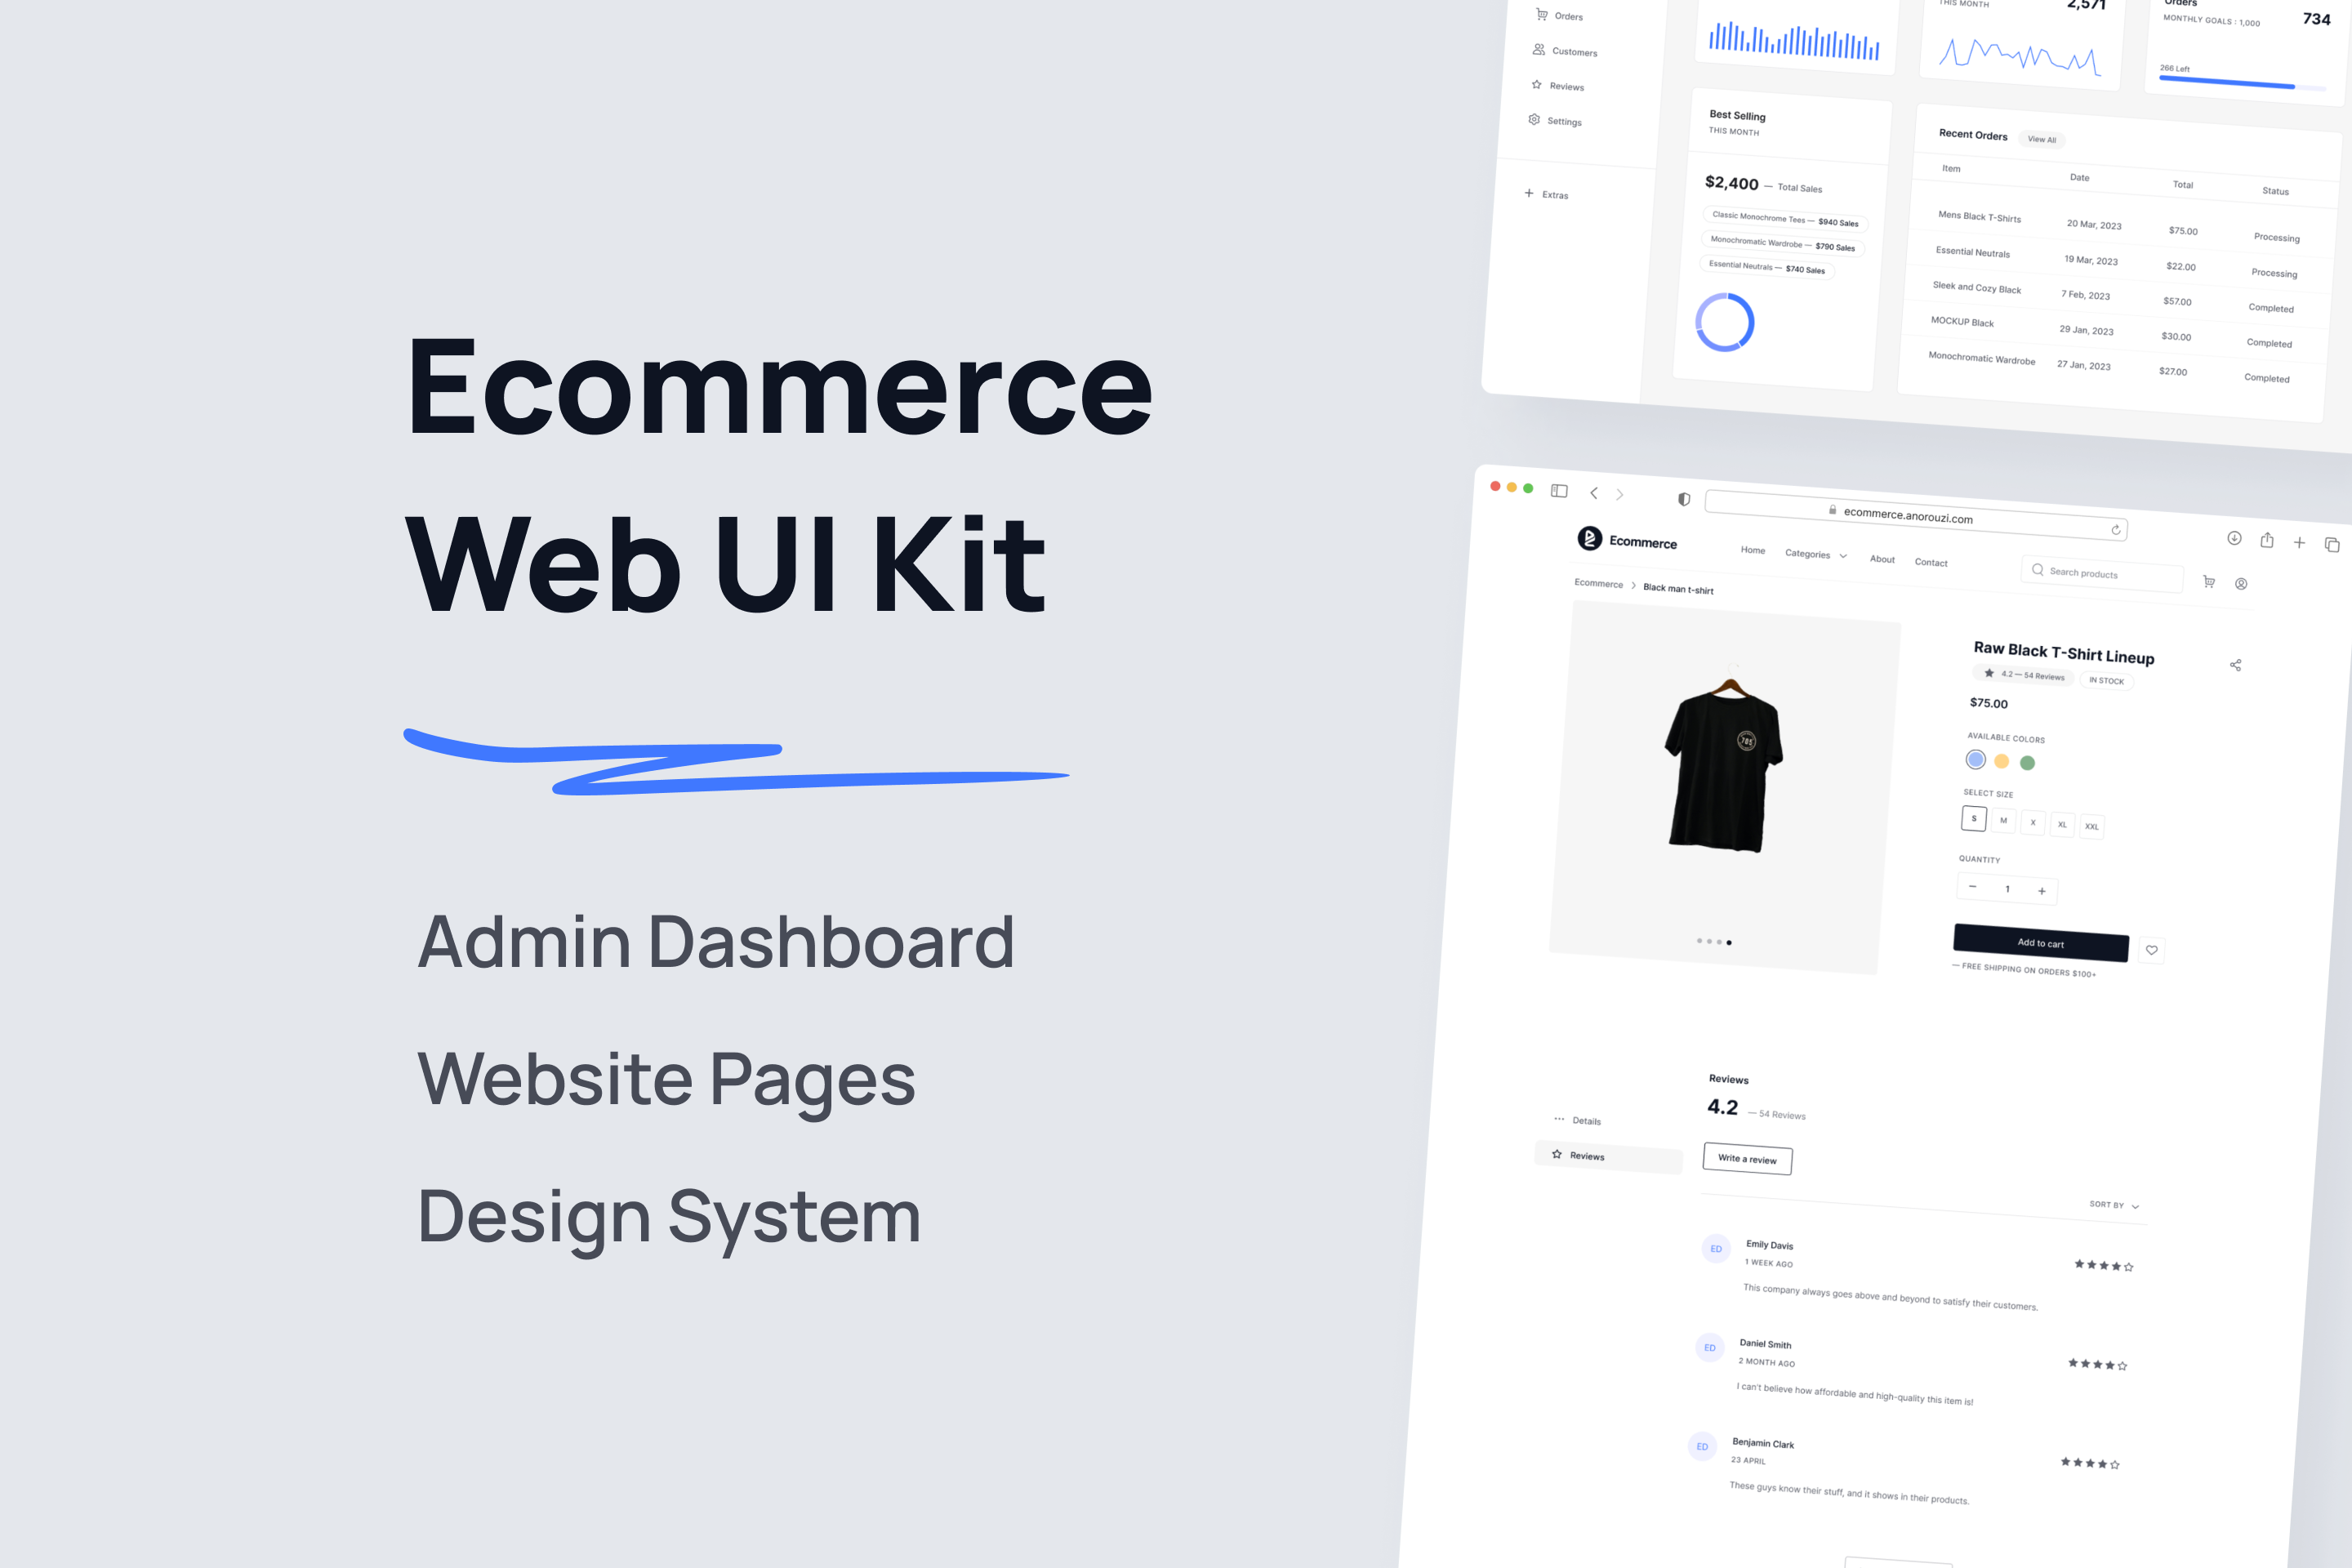 Ecommerce
Web UI Kit
Admin Dashboard
Website Pages
Design System
Orders
Customers
Reviews
Settings
Extras
THIS MONTH
2,571
Orders
MONTHLY GOALS : 1,000
734
266 Left
Best Selling
THIS MONTH
$2,400 — Total Sales
Classic Monochrome Tees — $940 Sales
Monochromatic Wardrobe — $790 Sales
Essential Neutrals — $740 Sales
Recent Orders View All
Item Date Total Status
Mens Black T-Shirts 20 Mar, 2023 $75.00 Processing
Essential Neutrals 19 Mar, 2023 $22.00 Processing
Sleek and Cozy Black 7 Feb, 2023 $57.00 Completed
MOCKUP Black 29 Jan, 2023 $30.00 Completed
Monochromatic Wardrobe 27 Jan, 2023 $27.00 Completed
ecommerce.anorouzi.com
Ecommerce Home Categories About Contact Search products
Ecommerce > Black man t-shirt
785
Raw Black T-Shirt Lineup
4.2 — 54 Reviews IN STOCK
$75.00
AVAILABLE COLORS
SELECT SIZE
S M X XL XXL
QUANTITY
− 1 +
Add to cart
— FREE SHIPPING ON ORDERS $100+
Details
Reviews
Reviews
4.2 — 54 Reviews
Write a review
SORT BY
ED Emily Davis
1 WEEK AGO
This company always goes above and beyond to satisfy their customers.
ED Daniel Smith
2 MONTH AGO
I can't believe how affordable and high-quality this item is!
ED Benjamin Clark
23 APRIL
These guys know their stuff, and it shows in their products.